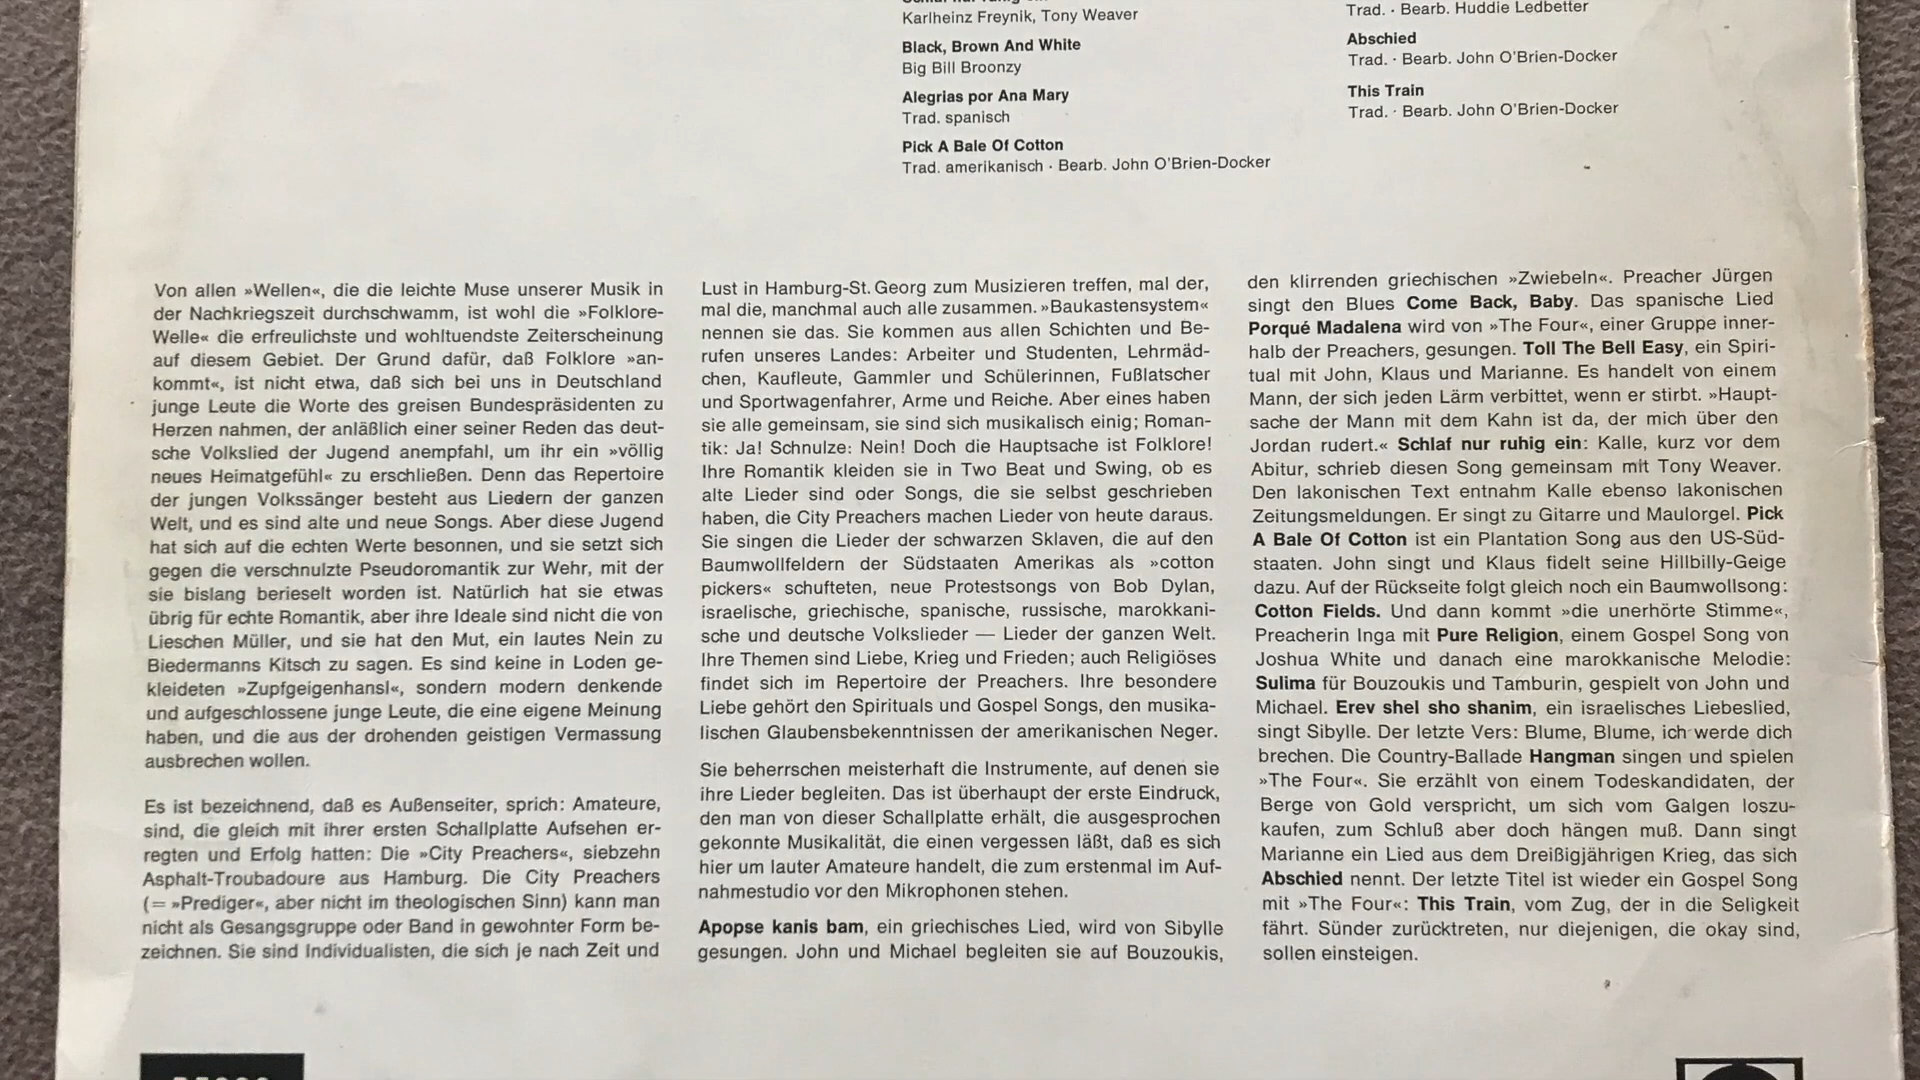 Karlheinz Freynik, Tony Weaver
Black, Brown And White
Big Bill Broonzy
Alegrias por Ana Mary
Trad. spanisch
Pick A Bale Of Cotton
Trad. amerikanisch · Bearb. John O'Brien-Docker
Trad. · Bearb. Huddie Ledbetter
Abschied
Trad. · Bearb. John O'Brien-Docker
This Train
Trad. · Bearb. John O'Brien-Docker
Von allen »Wellen«, die die leichte Muse unserer Musik in
der Nachkriegszeit durchschwamm, ist wohl die »Folklore-
Welle« die erfreulichste und wohltuendste Zeiterscheinung
auf diesem Gebiet. Der Grund dafür, daß Folklore »an-
kommt«, ist nicht etwa, daß sich bei uns in Deutschland
junge Leute die Worte des greisen Bundespräsidenten zu
Herzen nahmen, der anläßlich einer seiner Reden das deut-
sche Volkslied der Jugend anempfahl, um ihr ein »völlig
neues Heimatgefühl« zu erschließen. Denn das Repertoire
der jungen Volkssänger besteht aus Liedern der ganzen
Welt, und es sind alte und neue Songs. Aber diese Jugend
hat sich auf die echten Werte besonnen, und sie setzt sich
gegen die verschnulzte Pseudoromantik zur Wehr, mit der
sie bislang berieselt worden ist. Natürlich hat sie etwas
übrig für echte Romantik, aber ihre Ideale sind nicht die von
Lieschen Müller, und sie hat den Mut, ein lautes Nein zu
Biedermanns Kitsch zu sagen. Es sind keine in Loden ge-
kleideten »Zupfgeigenhansl«, sondern modern denkende
und aufgeschlossene junge Leute, die eine eigene Meinung
haben, und die aus der drohenden geistigen Vermassung
ausbrechen wollen.
Es ist bezeichnend, daß es Außenseiter, sprich: Amateure,
sind, die gleich mit ihrer ersten Schallplatte Aufsehen er-
regten und Erfolg hatten: Die »City Preachers«, siebzehn
Asphalt-Troubadoure aus Hamburg. Die City Preachers
(= »Prediger«, aber nicht im theologischen Sinn) kann man
nicht als Gesangsgruppe oder Band in gewohnter Form be-
zeichnen. Sie sind Individualisten, die sich je nach Zeit und
Lust in Hamburg-St. Georg zum Musizieren treffen, mal der,
mal die, manchmal auch alle zusammen. »Baukastensystem«
nennen sie das. Sie kommen aus allen Schichten und Be-
rufen unseres Landes: Arbeiter und Studenten, Lehrmäd-
chen, Kaufleute, Gammler und Schülerinnen, Fußlatscher
und Sportwagenfahrer, Arme und Reiche. Aber eines haben
sie alle gemeinsam, sie sind sich musikalisch einig; Roman-
tik: Ja! Schnulze: Nein! Doch die Hauptsache ist Folklore!
Ihre Romantik kleiden sie in Two Beat und Swing, ob es
alte Lieder sind oder Songs, die sie selbst geschrieben
haben, die City Preachers machen Lieder von heute daraus.
Sie singen die Lieder der schwarzen Sklaven, die auf den
Baumwollfeldern der Südstaaten Amerikas als »cotton
pickers« schufteten, neue Protestsongs von Bob Dylan,
israelische, griechische, spanische, russische, marokkani-
sche und deutsche Volkslieder — Lieder der ganzen Welt.
Ihre Themen sind Liebe, Krieg und Frieden; auch Religiöses
findet sich im Repertoire der Preachers. Ihre besondere
Liebe gehört den Spirituals und Gospel Songs, den musika-
lischen Glaubensbekenntnissen der amerikanischen Neger.
Sie beherrschen meisterhaft die Instrumente, auf denen sie
ihre Lieder begleiten. Das ist überhaupt der erste Eindruck,
den man von dieser Schallplatte erhält, die ausgesprochen
gekonnte Musikalität, die einen vergessen läßt, daß es sich
hier um lauter Amateure handelt, die zum erstenmal im Auf-
nahmestudio vor den Mikrophonen stehen.
Apopse kanis bam, ein griechisches Lied, wird von Sibylle
gesungen. John und Michael begleiten sie auf Bouzoukis,
den klirrenden griechischen »Zwiebeln«. Preacher Jürgen
singt den Blues Come Back, Baby. Das spanische Lied
Porqué Madalena wird von »The Four«, einer Gruppe inner-
halb der Preachers, gesungen. Toll The Bell Easy, ein Spiri-
tual mit John, Klaus und Marianne. Es handelt von einem
Mann, der sich jeden Lärm verbittet, wenn er stirbt. »Haupt-
sache der Mann mit dem Kahn ist da, der mich über den
Jordan rudert.« Schlaf nur ruhig ein: Kalle, kurz vor dem
Abitur, schrieb diesen Song gemeinsam mit Tony Weaver.
Den lakonischen Text entnahm Kalle ebenso lakonischen
Zeitungsmeldungen. Er singt zu Gitarre und Maulorgel. Pick
A Bale Of Cotton ist ein Plantation Song aus den US-Süd-
staaten. John singt und Klaus fidelt seine Hillbilly-Geige
dazu. Auf der Rückseite folgt gleich noch ein Baumwollsong:
Cotton Fields. Und dann kommt »die unerhörte Stimme«,
Preacherin Inga mit Pure Religion, einem Gospel Song von
Joshua White und danach eine marokkanische Melodie:
Sulima für Bouzoukis und Tamburin, gespielt von John und
Michael. Erev shel sho shanim, ein israelisches Liebeslied,
singt Sibylle. Der letzte Vers: Blume, Blume, ich werde dich
brechen. Die Country-Ballade Hangman singen und spielen
»The Four«. Sie erzählt von einem Todeskandidaten, der
Berge von Gold verspricht, um sich vom Galgen loszu-
kaufen, zum Schluß aber doch hängen muß. Dann singt
Marianne ein Lied aus dem Dreißigjährigen Krieg, das sich
Abschied nennt. Der letzte Titel ist wieder ein Gospel Song
mit »The Four«: This Train, vom Zug, der in die Seligkeit
fährt. Sünder zurücktreten, nur diejenigen, die okay sind,
sollen einsteigen.